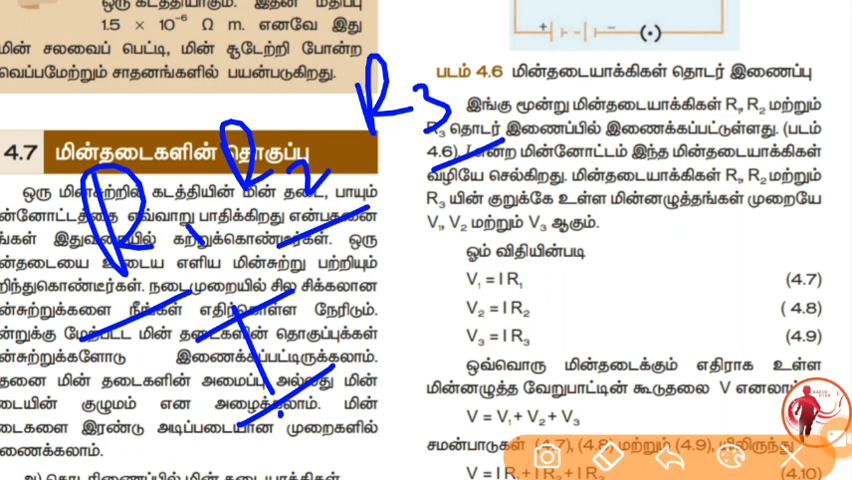 ஒரு கடத்தியாகும். இதன் மதிப்பு
1.5 × 10⁻⁶ Ω m. எனவே இது
மின் சலவைப் பெட்டி, மின் சூடேற்றி போன்ற
வெப்பமேற்றும் சாதனங்களில் பயன்படுகிறது.
4.7 மின்தடைகளின் தொகுப்பு
ஒரு மின்சுற்றில் கடத்தியின் மின் தடை, பாயும்
ன்னோட்டத்தை எவ்வாறு பாதிக்கிறது என்பதனை
ங்கள் இதுவரையில் கற்றுக்கொண்டீர்கள். ஒரு
ன்தடையை உடைய எளிய மின்சுற்று பற்றியும்
றிந்துகொண்டீர்கள். நடைமுறையில் சில சிக்கலான
ன்சுற்றுக்களை நீங்கள் எதிர்கொள்ள நேரிடும்.
ன்றுக்கு மேற்பட்ட மின் தடைகளின் தொகுப்புக்கள்
ன்சுற்றுக்களோடு இணைக்கப்பட்டிருக்கலாம்.
தனை மின் தடைகளின் அமைப்பு அல்லது மின்
டையின் குழுமம் என அழைக்கலாம். மின்
டைகளை இரண்டு அடிப்படையான முறைகளில்
ணைக்கலாம்.
R₁ R₂ R₃
I
படம் 4.6 மின்தடையாக்கிகள் தொடர் இணைப்பு
இங்கு மூன்று மின்தடையாக்கிகள் R₁, R₂ மற்றும்
R₃ தொடர் இணைப்பில் இணைக்கப்பட்டுள்ளது. (படம்
4.6). I என்ற மின்னோட்டம் இந்த மின்தடையாக்கிகள்
வழியே செல்கிறது. மின்தடையாக்கிகள் R₁, R₂ மற்றும்
R₃ யின் குறுக்கே உள்ள மின்னழுத்தங்கள் முறையே
V₁, V₂ மற்றும் V₃ ஆகும்.
ஓம் விதியின்படி
V₁ = I R₁ (4.7)
V₂ = I R₂ ( 4.8)
V₃ = I R₃ (4.9)
ஒவ்வொரு மின்தடைக்கும் எதிராக உள்ள
மின்னழுத்த வேறுபாட்டின் கூடுதலை V எனலாம்
V = V₁ + V₂ + V₃
சமன்பாடுகள் (4.7), (4.8) மற்றும் (4.9), யிலிருந்து
V = I R₁ + I R₂ + I R₃ (4.10)